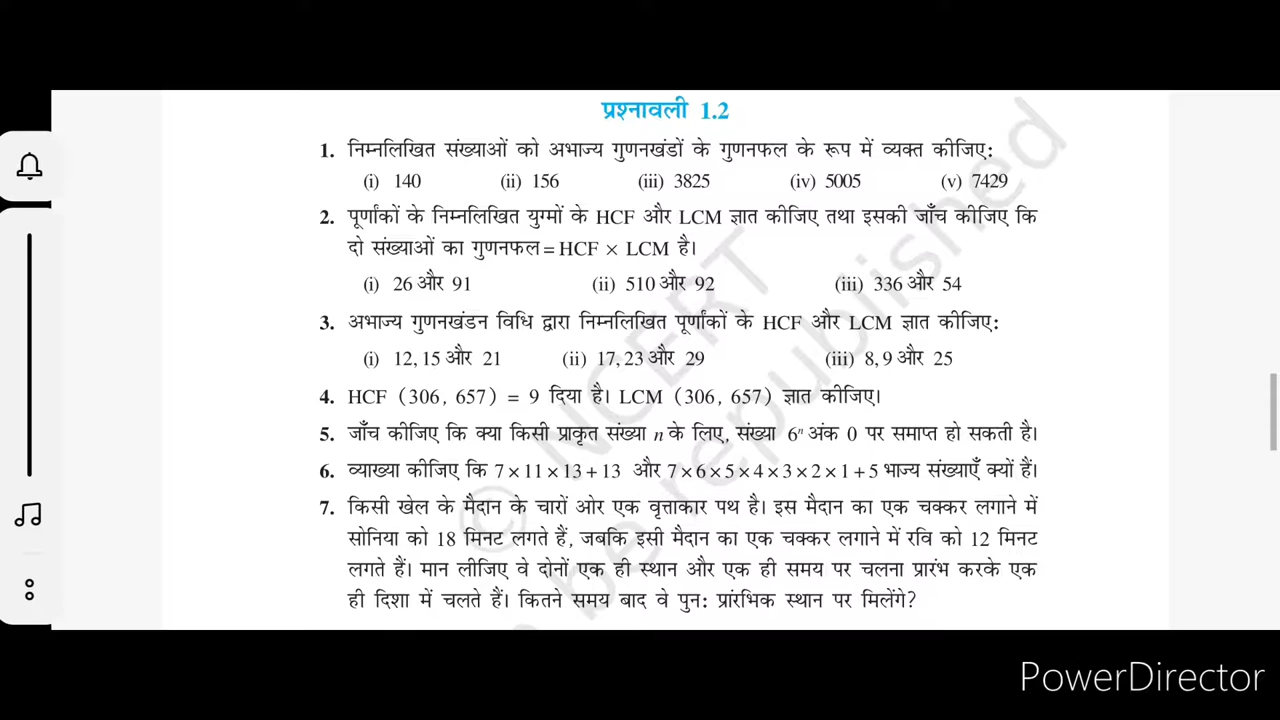 प्रश्नावली 1.2
1. निम्नलिखित संख्याओं को अभाज्य गुणनखंडों के गुणनफल के रूप में व्यक्त कीजिए:
(i) 140 (ii) 156 (iii) 3825 (iv) 5005 (v) 7429
2. पूर्णांकों के निम्नलिखित युग्मों के HCF और LCM ज्ञात कीजिए तथा इसकी जाँच कीजिए कि
दो संख्याओं का गुणनफल = HCF × LCM है।
(i) 26 और 91 (ii) 510 और 92 (iii) 336 और 54
3. अभाज्य गुणनखंडन विधि द्वारा निम्नलिखित पूर्णांकों के HCF और LCM ज्ञात कीजिए:
(i) 12, 15 और 21 (ii) 17, 23 और 29 (iii) 8, 9 और 25
4. HCF (306, 657) = 9 दिया है। LCM (306, 657) ज्ञात कीजिए।
5. जाँच कीजिए कि क्या किसी प्राकृत संख्या n के लिए, संख्या 6ⁿ अंक 0 पर समाप्त हो सकती है।
6. व्याख्या कीजिए कि 7 × 11 × 13 + 13 और 7 × 6 × 5 × 4 × 3 × 2 × 1 + 5 भाज्य संख्याएँ क्यों हैं।
7. किसी खेल के मैदान के चारों ओर एक वृत्ताकार पथ है। इस मैदान का एक चक्कर लगाने में
सोनिया को 18 मिनट लगते हैं, जबकि इसी मैदान का एक चक्कर लगाने में रवि को 12 मिनट
लगते हैं। मान लीजिए वे दोनों एक ही स्थान और एक ही समय पर चलना प्रारंभ करके एक
ही दिशा में चलते हैं। कितने समय बाद वे पुन: प्रारंभिक स्थान पर मिलेंगे?
© NCERT
be republished
PowerDirector